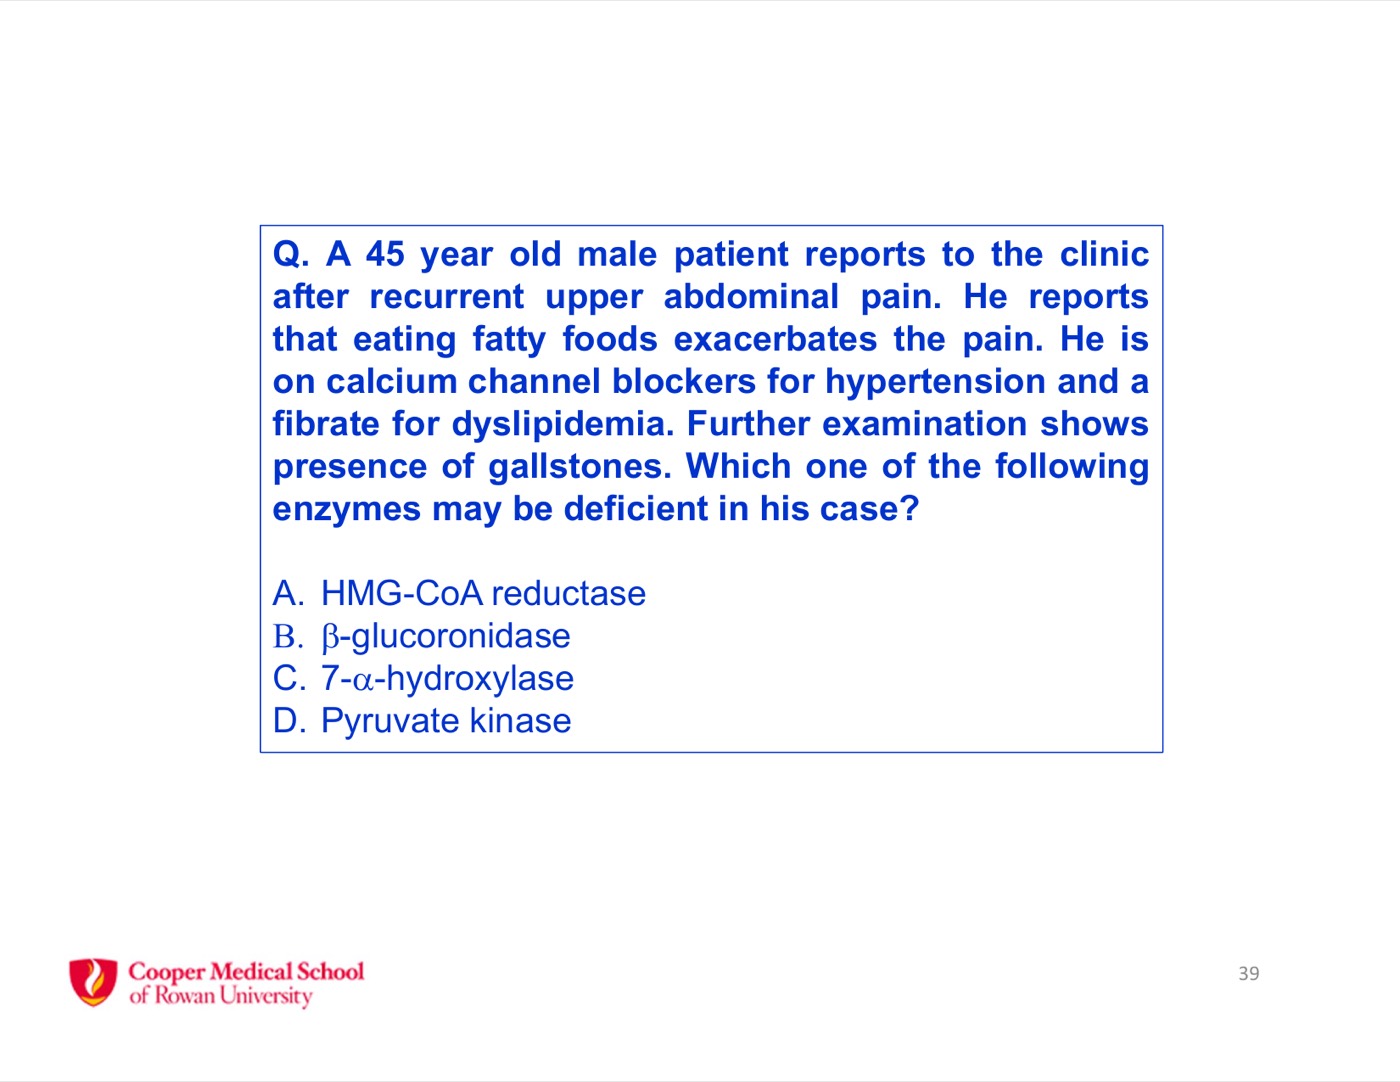 Q. A 45 year old male patient reports to the clinic
after recurrent upper abdominal pain. He reports
that eating fatty foods exacerbates the pain. He is
on calcium channel blockers for hypertension and a
fibrate for dyslipidemia. Further examination shows
presence of gallstones. Which one of the following
enzymes may be deficient in his case?
A. HMG-CoA reductase
B. β-glucoronidase
C. 7-α-hydroxylase
D. Pyruvate kinase
Cooper Medical School
of Rowan University
39